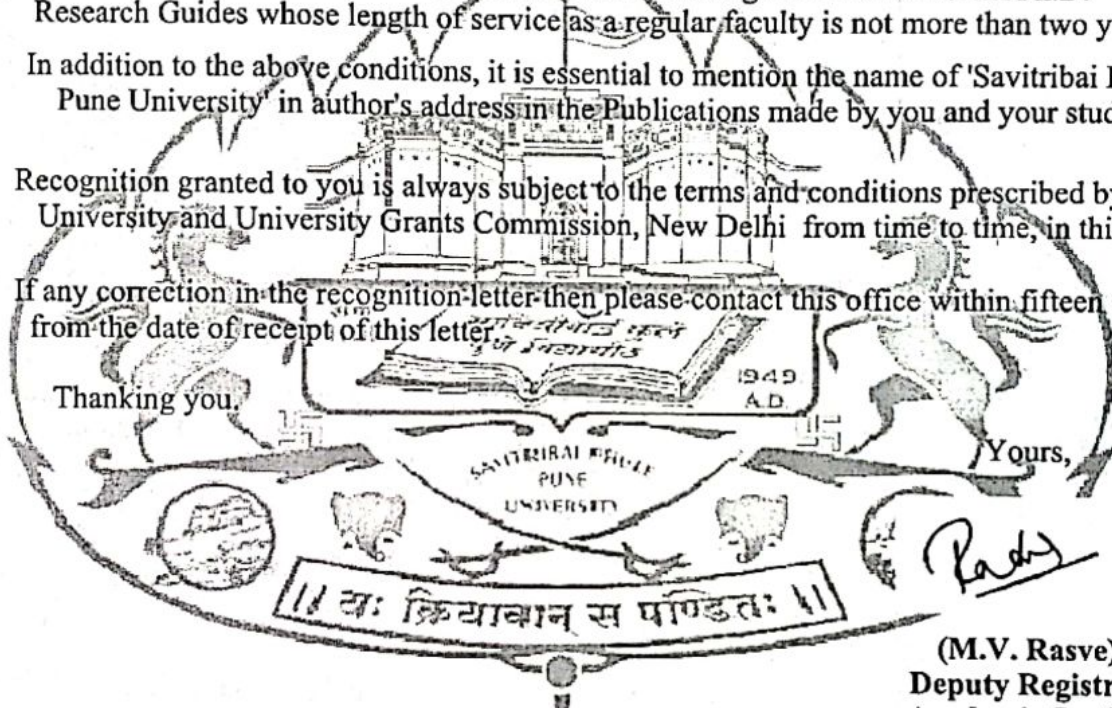 Research Guides whose length of service as a regular faculty is not more than two y
In addition to the above conditions, it is essential to mention the name of 'Savitribai
Pune University' in author's address in the Publications made by you and your stud
Recognition granted to you is always subject to the terms and conditions prescribed by
University and University Grants Commission, New Delhi from time to time, in thi
If any correction in the recognition letter then please contact this office within fifteen
from the date of receipt of this letter.
पुणे विद्यापीठ
1949
A.D.
Thanking you.
SAVITRIBAI PHULE
PUNE
UNIVERSITY
Yours,
।। यः क्रियावान् स पण्डितः ।।
(M.V. Rasve)
Deputy Registr